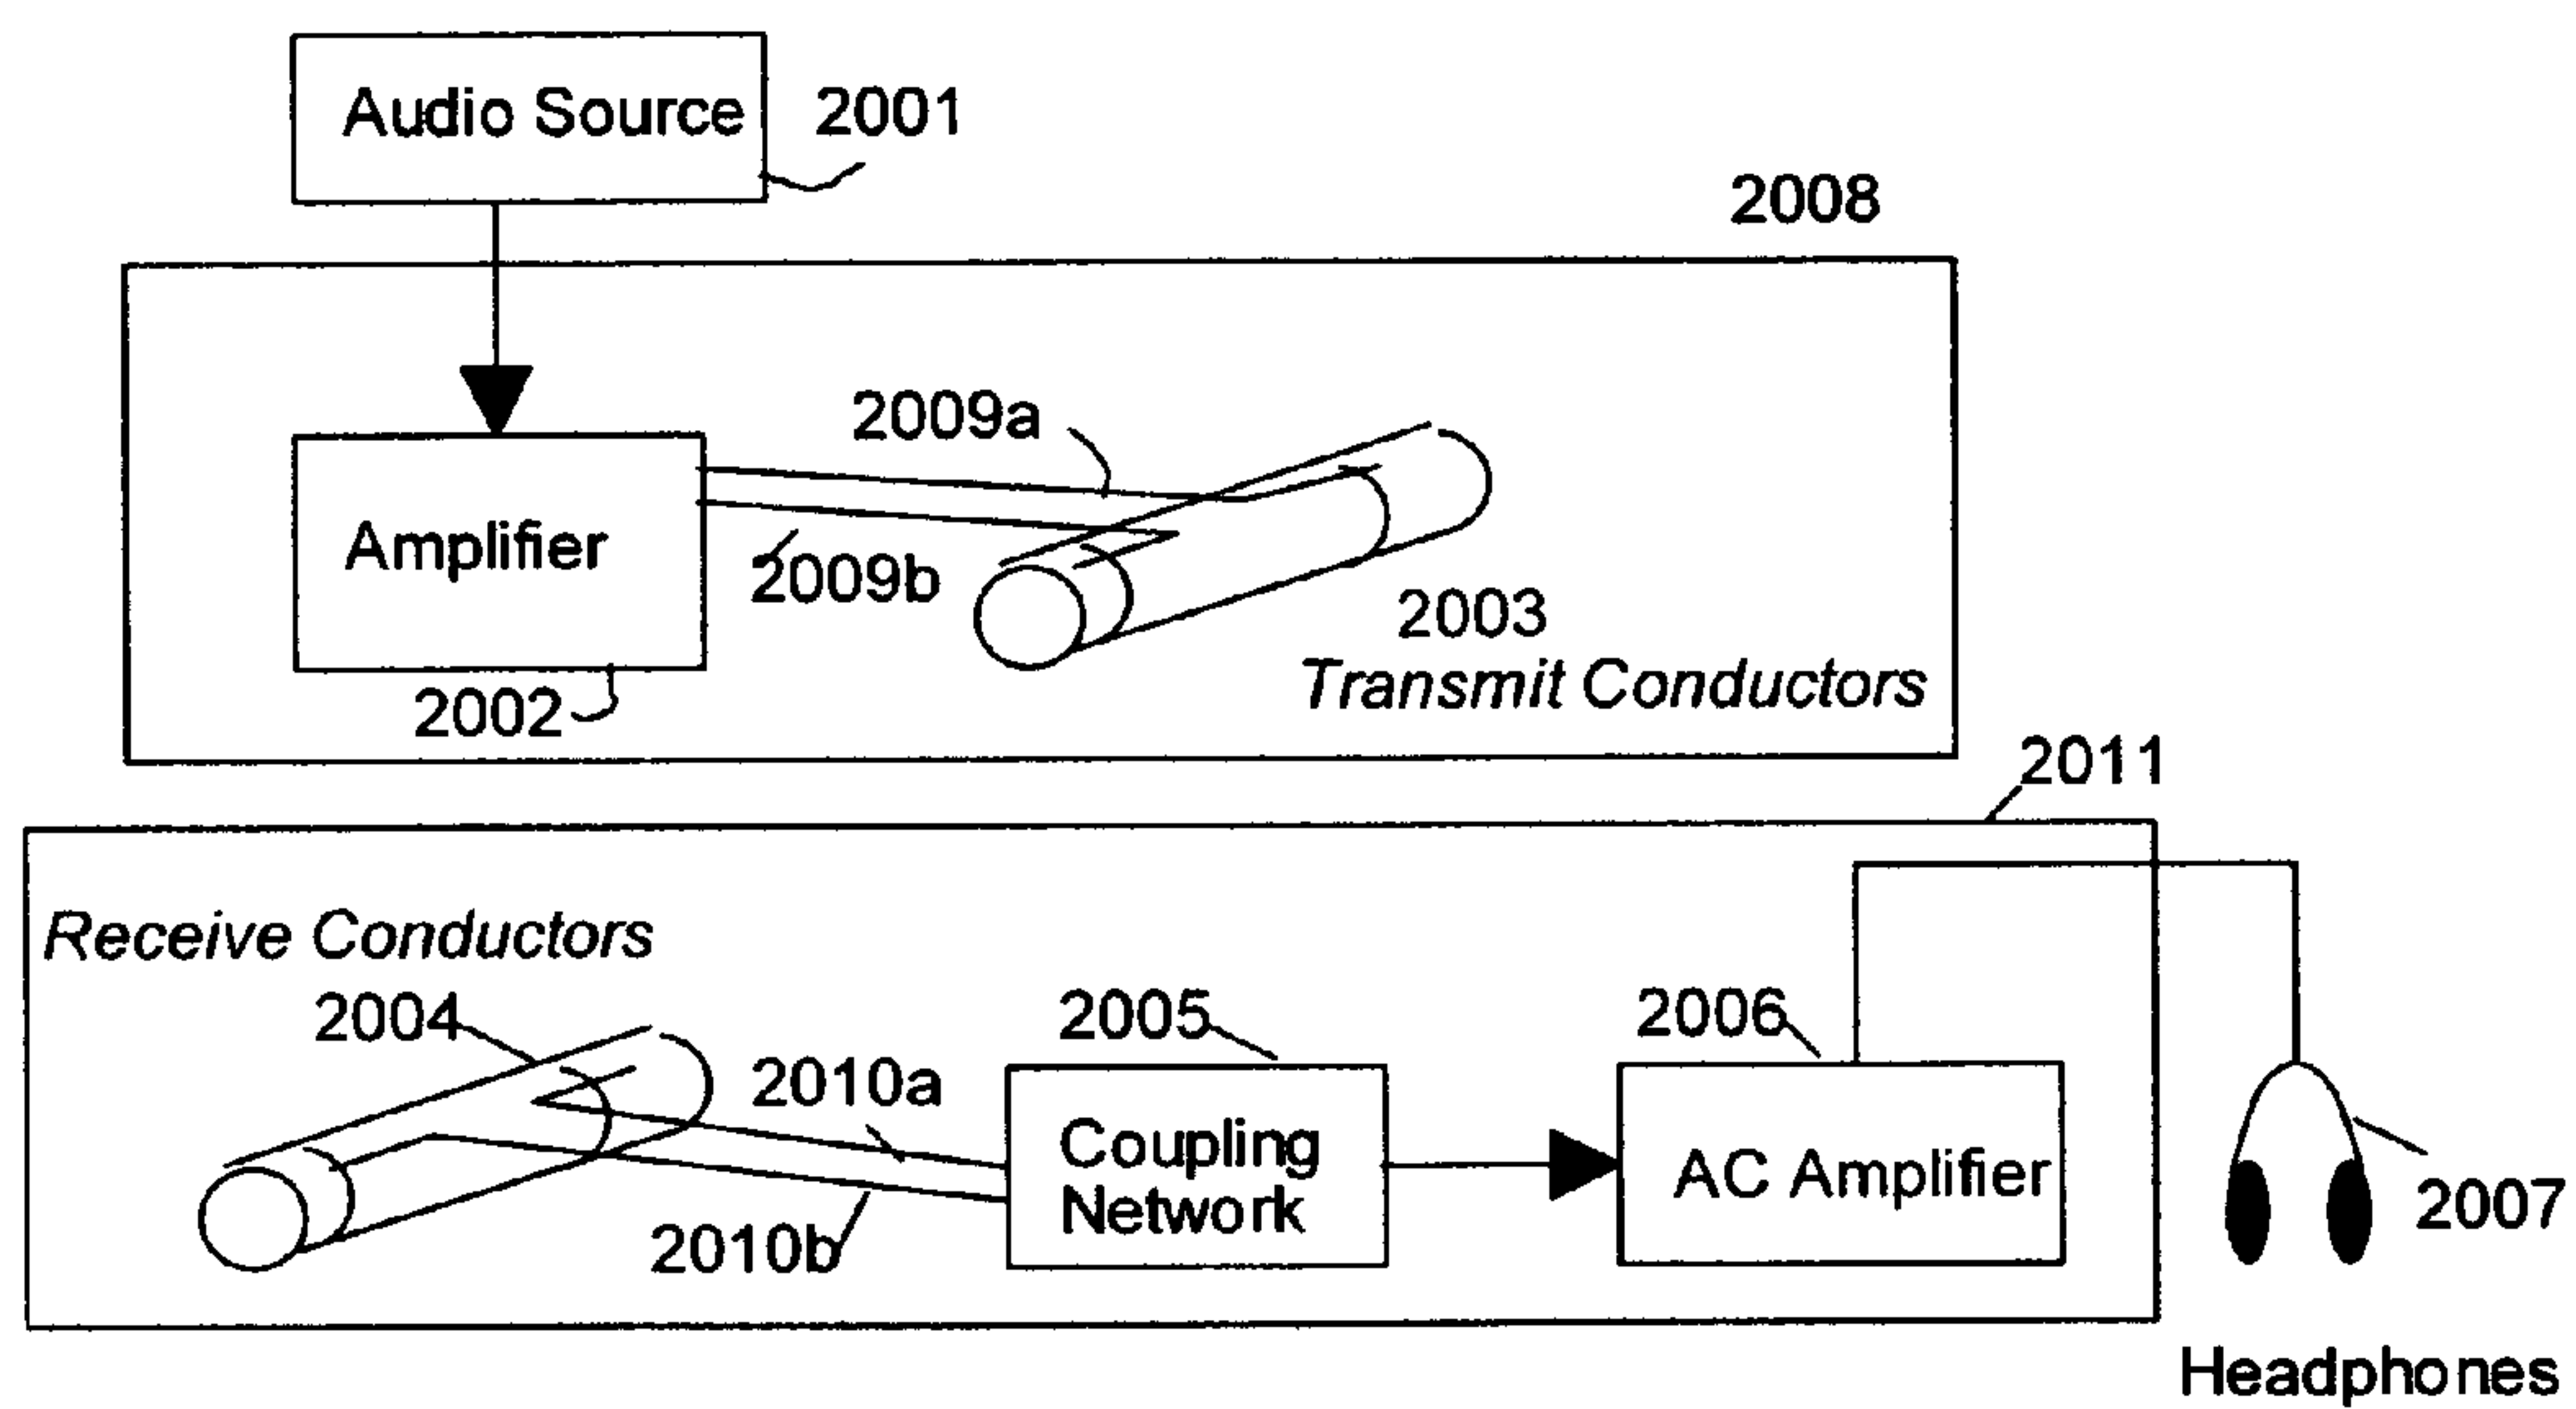 Audio Source
2001
2008
2009a
Amplifier
2009b
2003
Transmit Conductors
2002
2011
Receive Conductors
2004
2010a
2005
2006
Coupling
Network
AC Amplifier
2010b
2007
Headphones